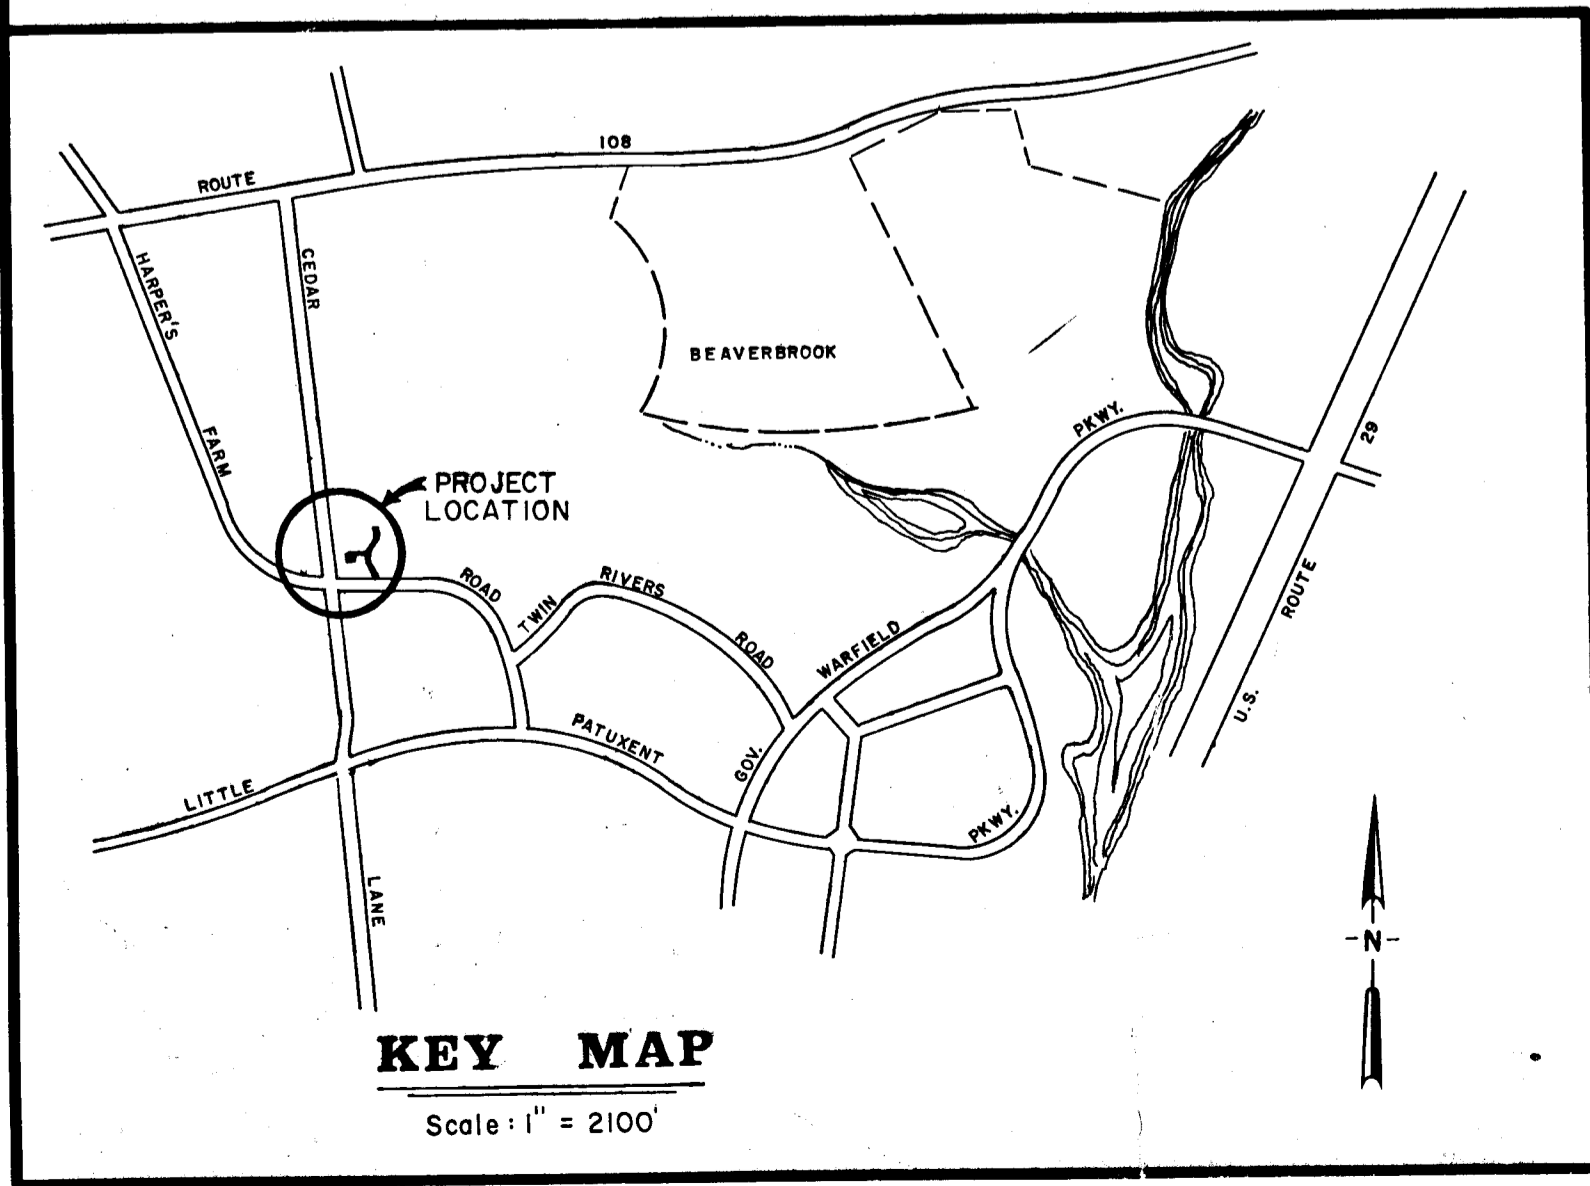 108
ROUTE
HARPER'S
CEDAR
BEAVERBROOK
PKWY.
29
FARM
PROJECT
LOCATION
ROAD
TWIN
RIVERS
ROAD
ROUTE
WARFIELD
U.S.
PATUXENT
GOV.
LITTLE
PKWY.
LANE
-N-
KEY MAP
Scale : 1" = 2100'